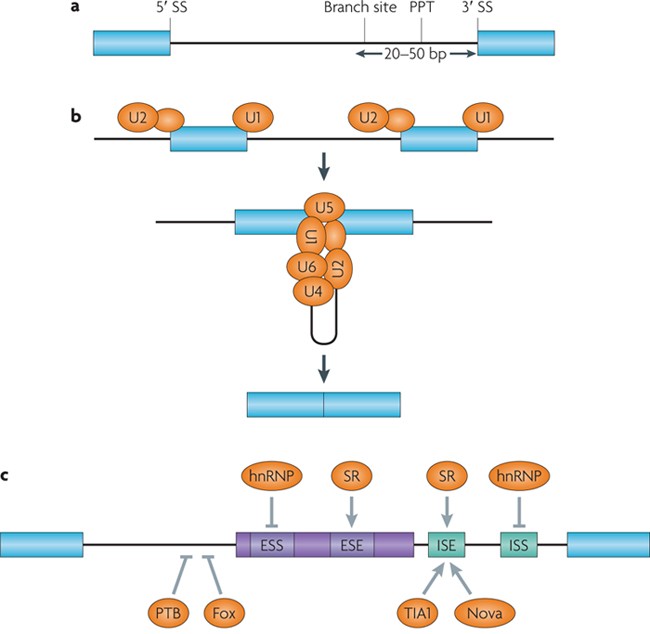 a
5′ SS Branch site PPT 3′ SS
20–50 bp
b
U2 U1 U2 U1
U5
U1
U6 U2
U4
c
hnRNP SR SR hnRNP
ESS ESE ISE ISS
PTB Fox TIA1 Nova